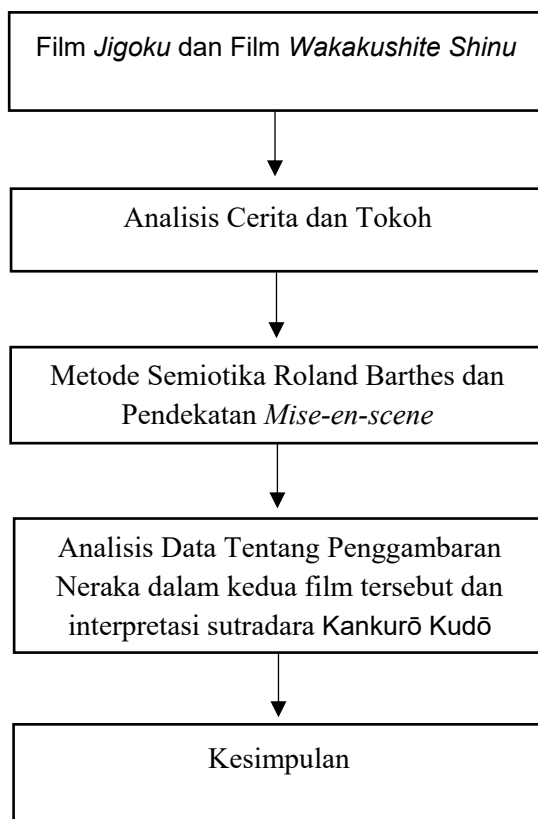 Film Jigoku dan Film Wakakushite Shinu
Analisis Cerita dan Tokoh
Metode Semiotika Roland Barthes dan
Pendekatan Mise-en-scene
Analisis Data Tentang Penggambaran
Neraka dalam kedua film tersebut dan
interpretasi sutradara Kankurō Kudō
Kesimpulan